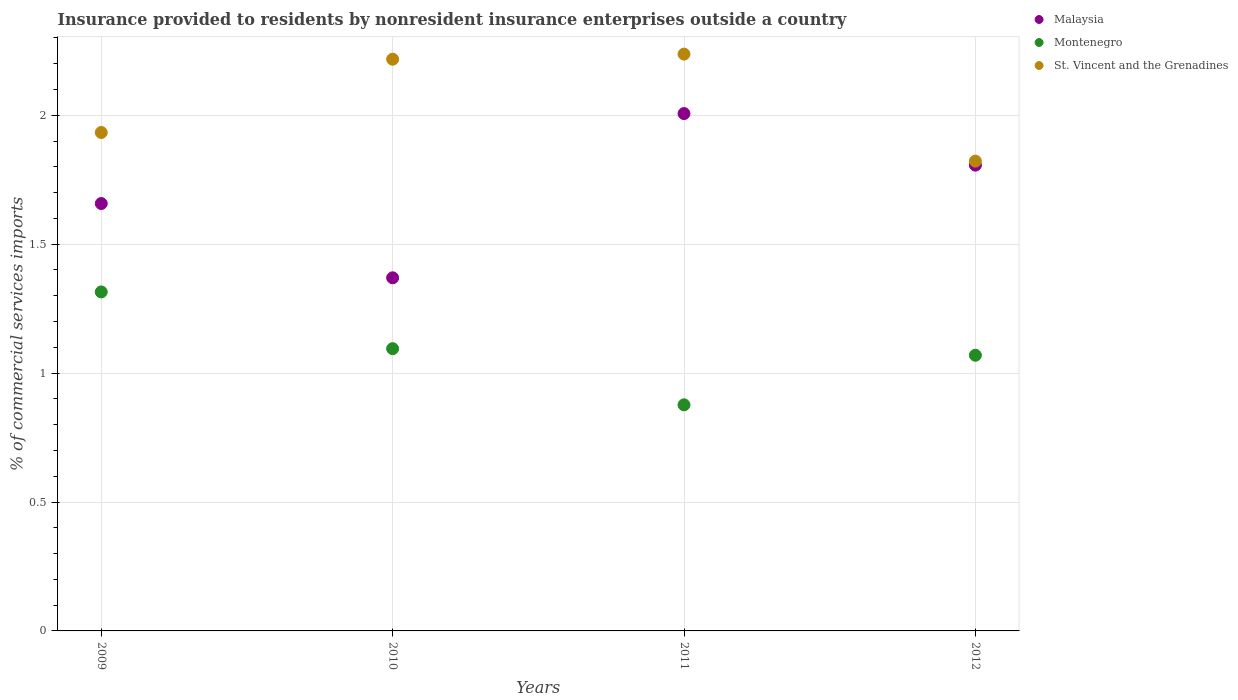 Insurance provided to residents by nonresident insurance enterprises outside a country
Malaysia
Montenegro
St. Vincent and the Grenadines
% of commercial services imports
2
1.5
1
0.5
0
2009
2010
2011
2012
Years